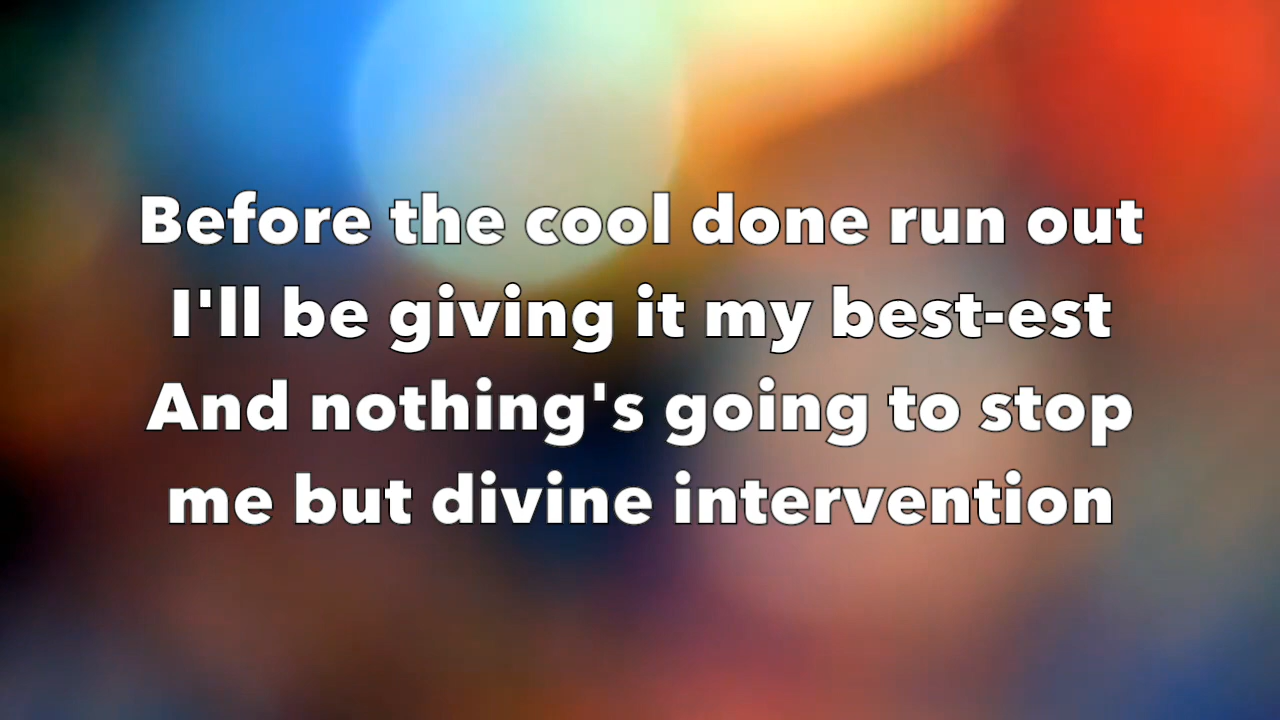 Before the cool done run out
I'll be giving it my best-est
And nothing's going to stop
me but divine intervention